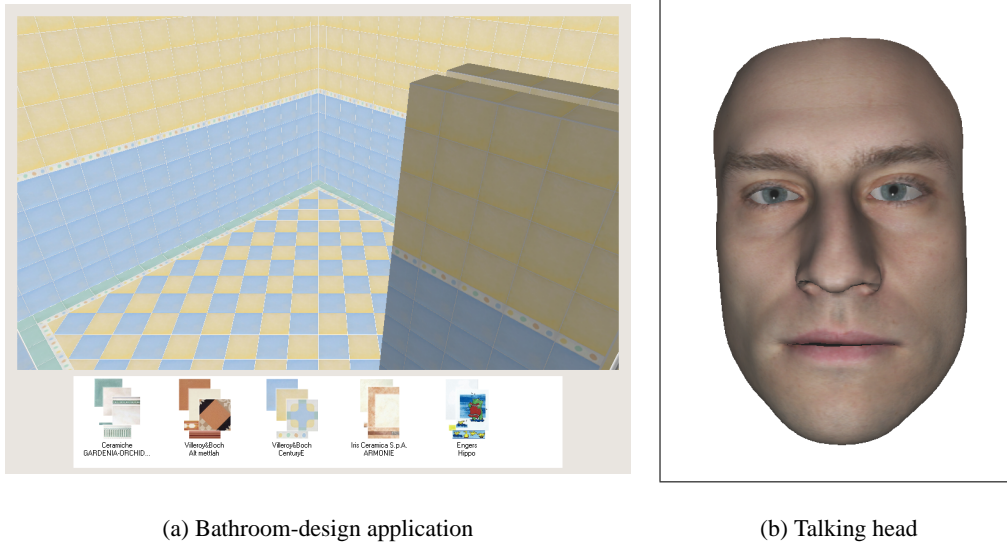 Ceramiche
GARDENIA-ORCHID...
Villeroy&Boch
Alt mettlah
Villeroy&Boch
CenturyE
Iris Ceramica S.p.A.
ARMONIE
Engers
Hippo
(a) Bathroom-design application
(b) Talking head